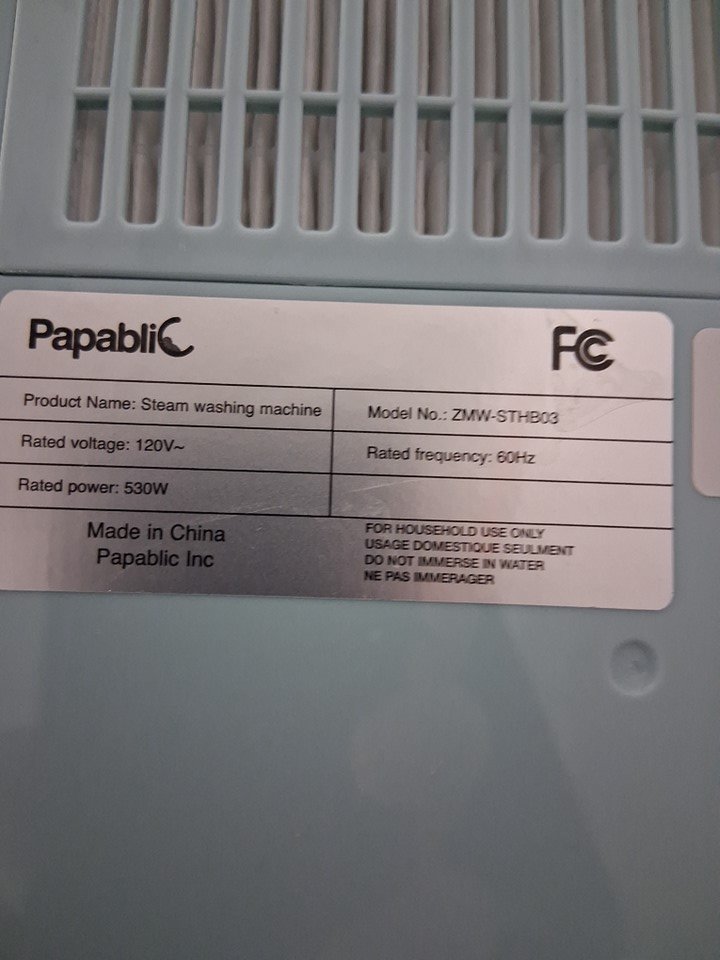 Papablic
FC
Product Name: Steam washing machine
Model No.: ZMW-STHB03
Rated voltage: 120V~
Rated frequency: 60Hz
Rated power: 530W
Made in China
Papablic Inc
FOR HOUSEHOLD USE ONLY
USAGE DOMESTIQUE SEULMENT
DO NOT IMMERSE IN WATER
NE PAS IMMERAGER